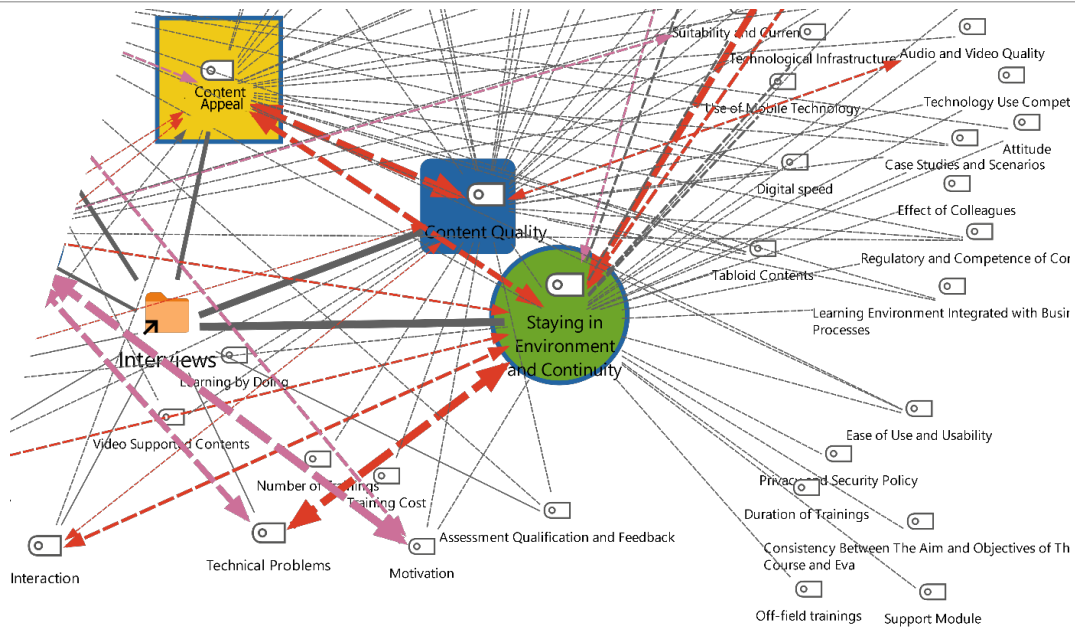 Suitability and Curren
Technological Infrastructure
Audio and Video Quality
Content
Appeal
Technology Use Compet
Use of Mobile Technology
Attitude
Case Studies and Scenarios
Digital speed
Effect of Colleagues
Content Quality
Regulatory and Competence of Cor
Tabloid Contents
Learning Environment Integrated with Busir
Processes
Staying in
Environment
and Continuity
Interviews
Learning by Doing
Video Supported Contents
Ease of Use and Usability
Number of Trainings
Training Cost
Privacy and Security Policy
Duration of Trainings
Assessment Qualification and Feedback
Consistency Between The Aim and Objectives of Th
Course and Eva
Technical Problems
Motivation
Interaction
Off-field trainings
Support Module